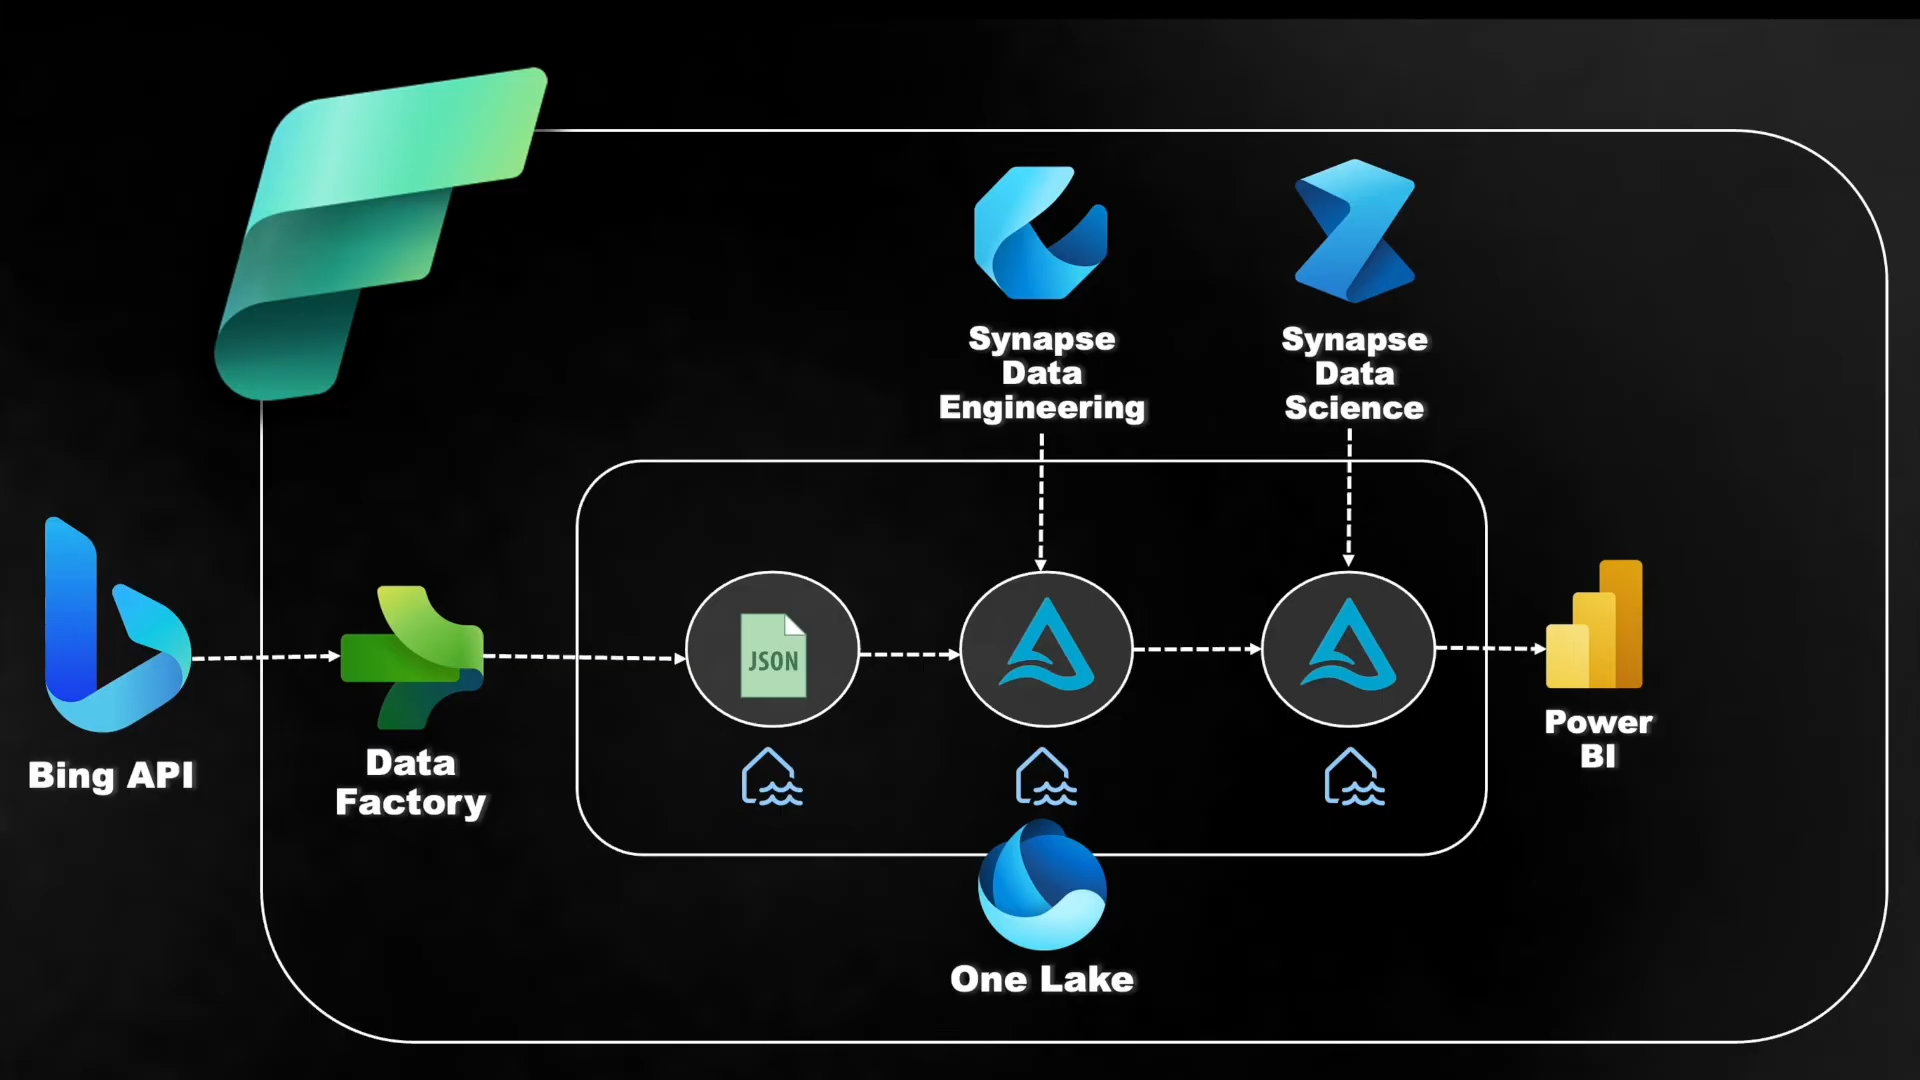 Synapse
Data
Engineering
Synapse
Data
Science
JSON
Bing API
Data
Factory
Power
BI
One Lake